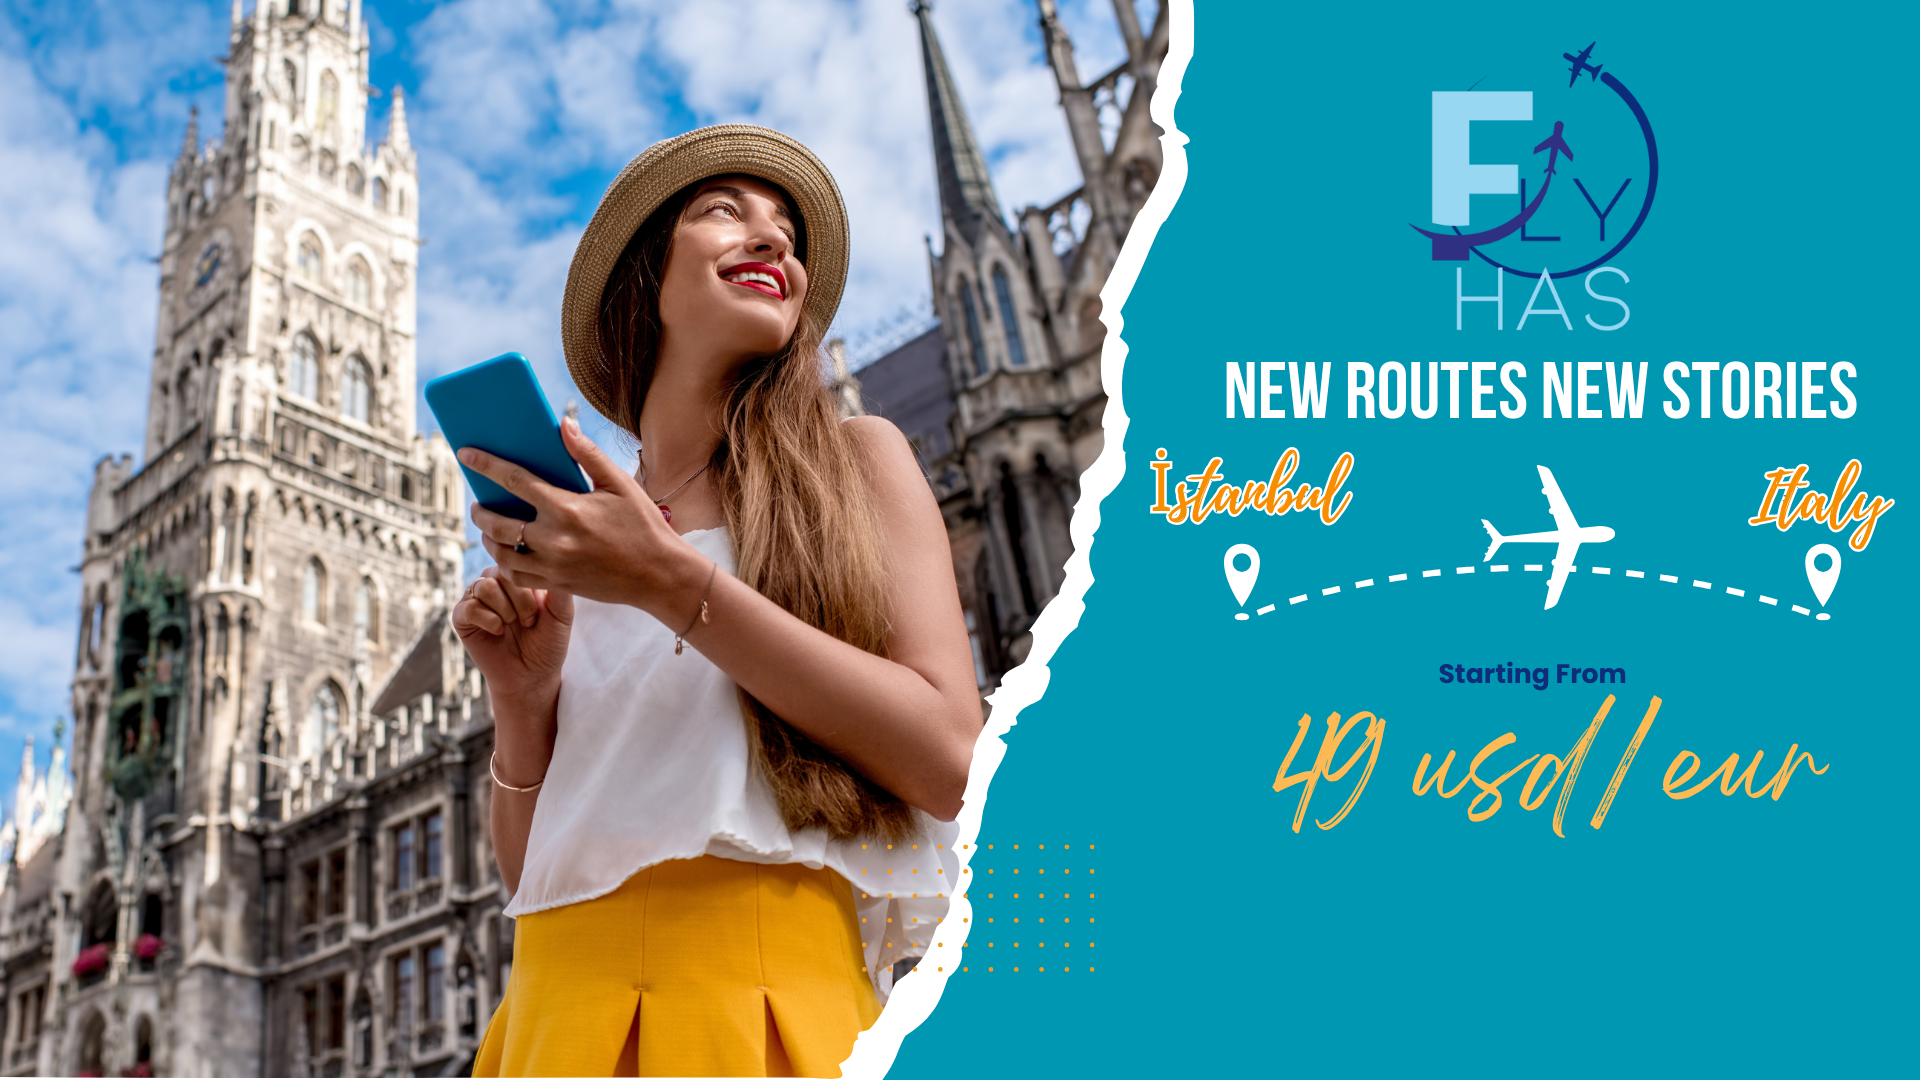 FLY
HAS
NEW ROUTES NEW STORIES
İstanbul
Italy
Starting From
49 usd/eur